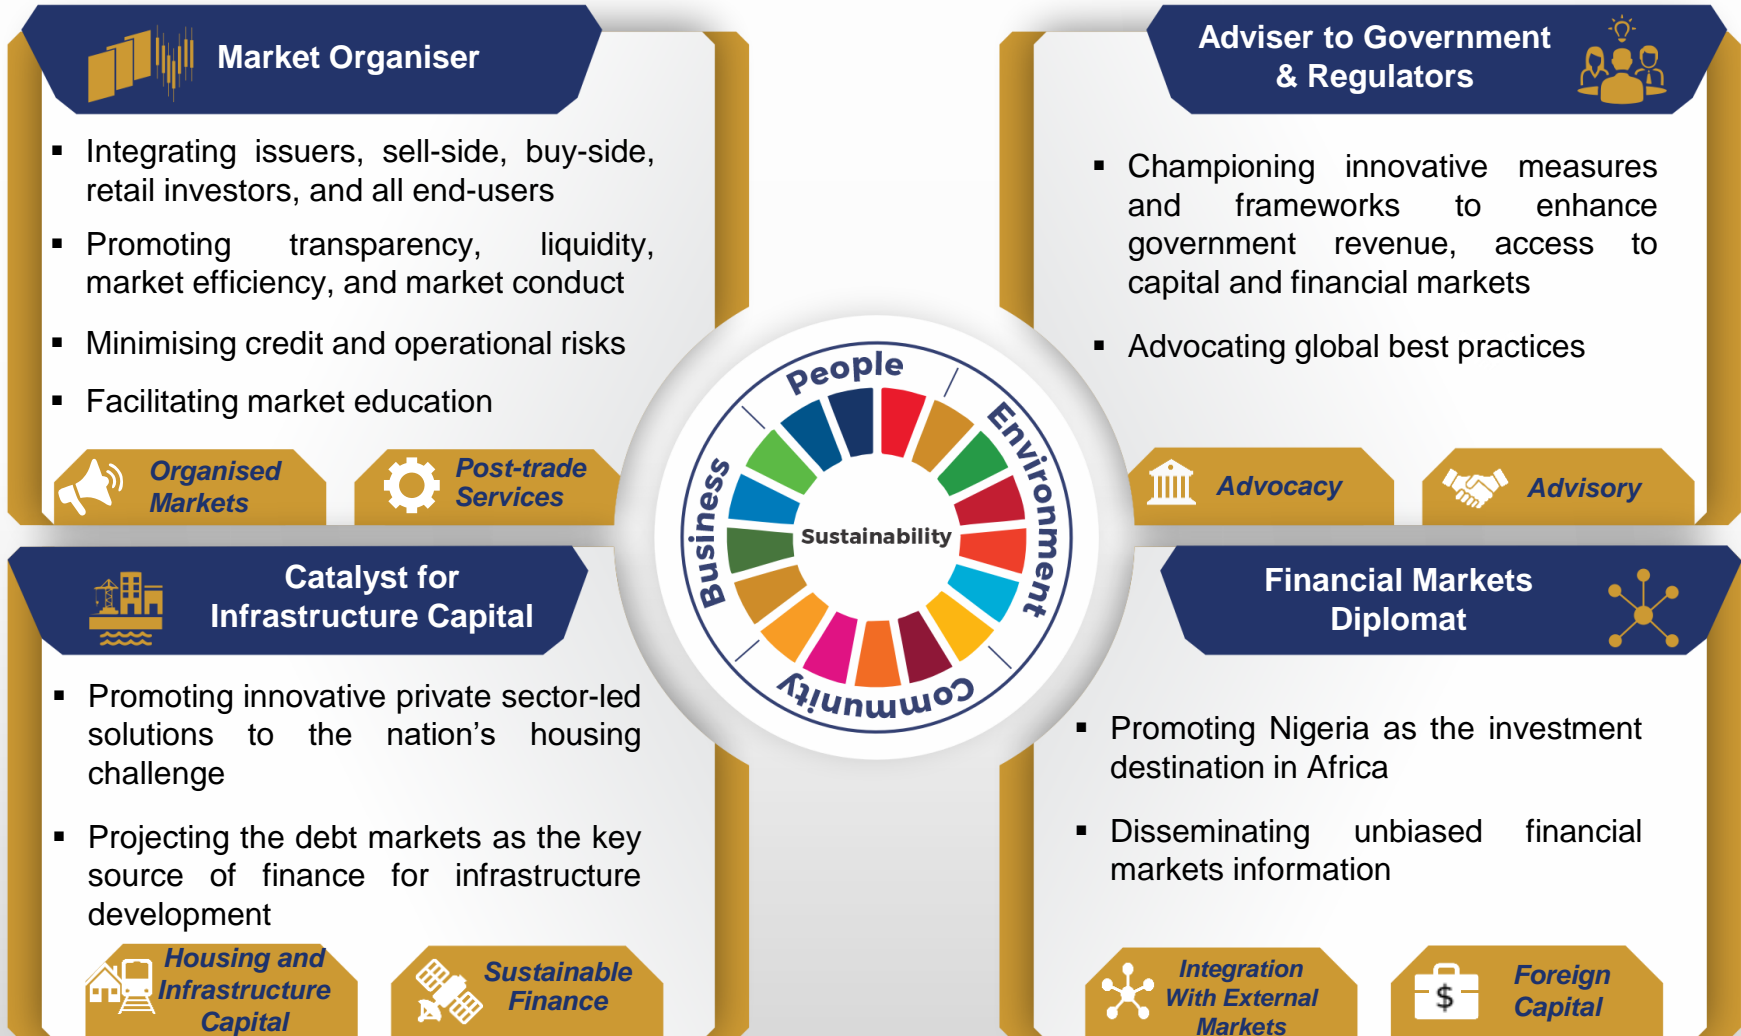 Market Organiser
▪ Integrating issuers, sell-side, buy-side,
retail investors, and all end-users
▪ Promoting transparency, liquidity,
market efficiency, and market conduct
▪ Minimising credit and operational risks
▪ Facilitating market education
Organised
Markets
Post-trade
Services
Adviser to Government
& Regulators
▪ Championing innovative measures
and frameworks to enhance
government revenue, access to
capital and financial markets
▪ Advocating global best practices
Advocacy
Advisory
People
Environment
Community
Business
Sustainability
Catalyst for
Infrastructure Capital
▪ Promoting innovative private sector-led
solutions to the nation’s housing
challenge
▪ Projecting the debt markets as the key
source of finance for infrastructure
development
Housing and
Infrastructure
Capital
Sustainable
Finance
Financial Markets
Diplomat
▪ Promoting Nigeria as the investment
destination in Africa
▪ Disseminating unbiased financial
markets information
Integration
With External
Markets
$
Foreign
Capital